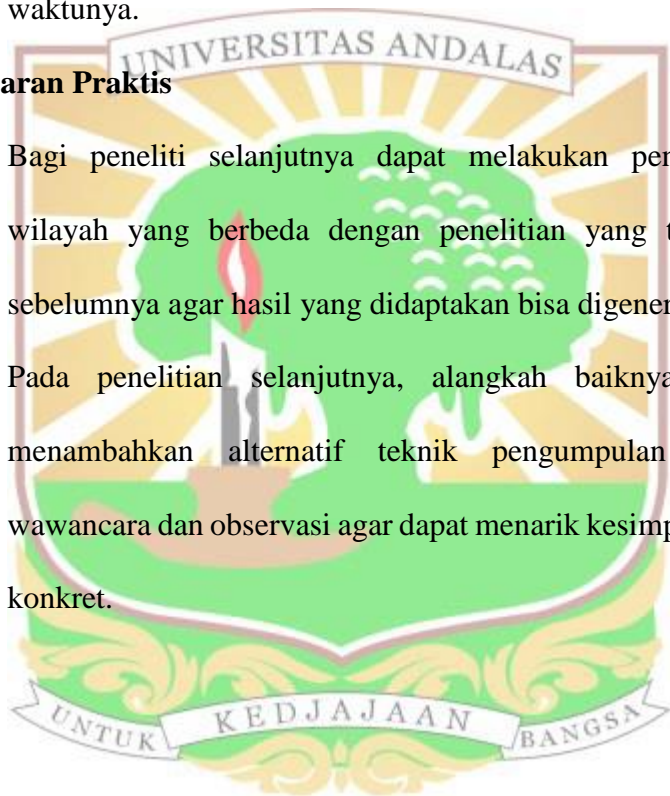 waktunya.
UNIVERSITAS ANDALAS
aran Praktis
Bagi peneliti selanjutnya dapat melakukan pen
wilayah yang berbeda dengan penelitian yang t
sebelumnya agar hasil yang didaptakan bisa digener
Pada penelitian selanjutnya, alangkah baiknya
menambahkan alternatif teknik pengumpulan
wawancara dan observasi agar dapat menarik kesimp
konkret.
UNTUK KEDJAJAAN BANGSA